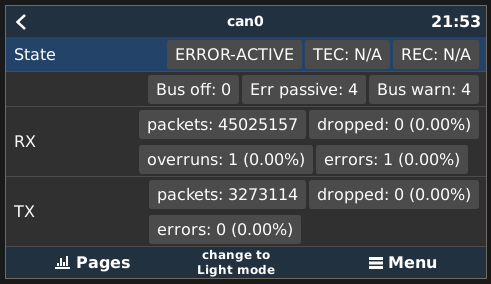 can0
21:53
State ERROR-ACTIVE TEC: N/A REC: N/A
Bus off: 0 Err passive: 4 Bus warn: 4
RX
packets: 45025157 dropped: 0 (0.00%)
overruns: 1 (0.00%) errors: 1 (0.00%)
TX
packets: 3273114 dropped: 0 (0.00%)
errors: 0 (0.00%)
Pages
change to
Light mode
Menu